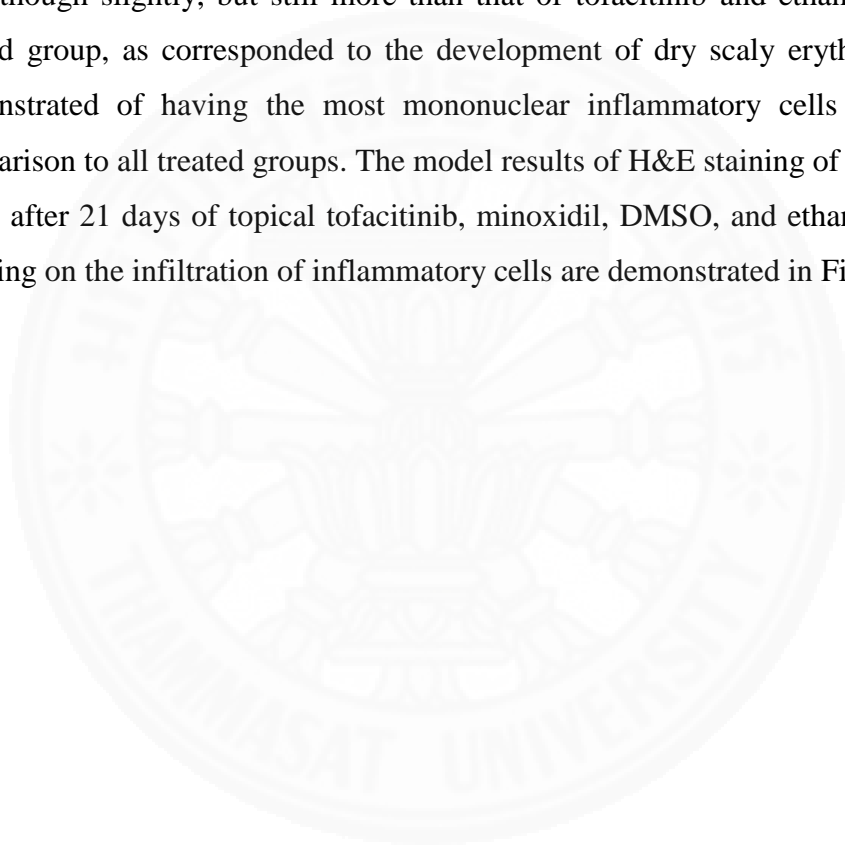 though slightly, but still more than that of tofacitinib and ethan
d group, as corresponded to the development of dry scaly eryth
nstrated of having the most mononuclear inflammatory cells
parison to all treated groups. The model results of H&E staining of
after 21 days of topical tofacitinib, minoxidil, DMSO, and ethan
ing on the infiltration of inflammatory cells are demonstrated in Fi
THAMMASAT UNIVERSITY